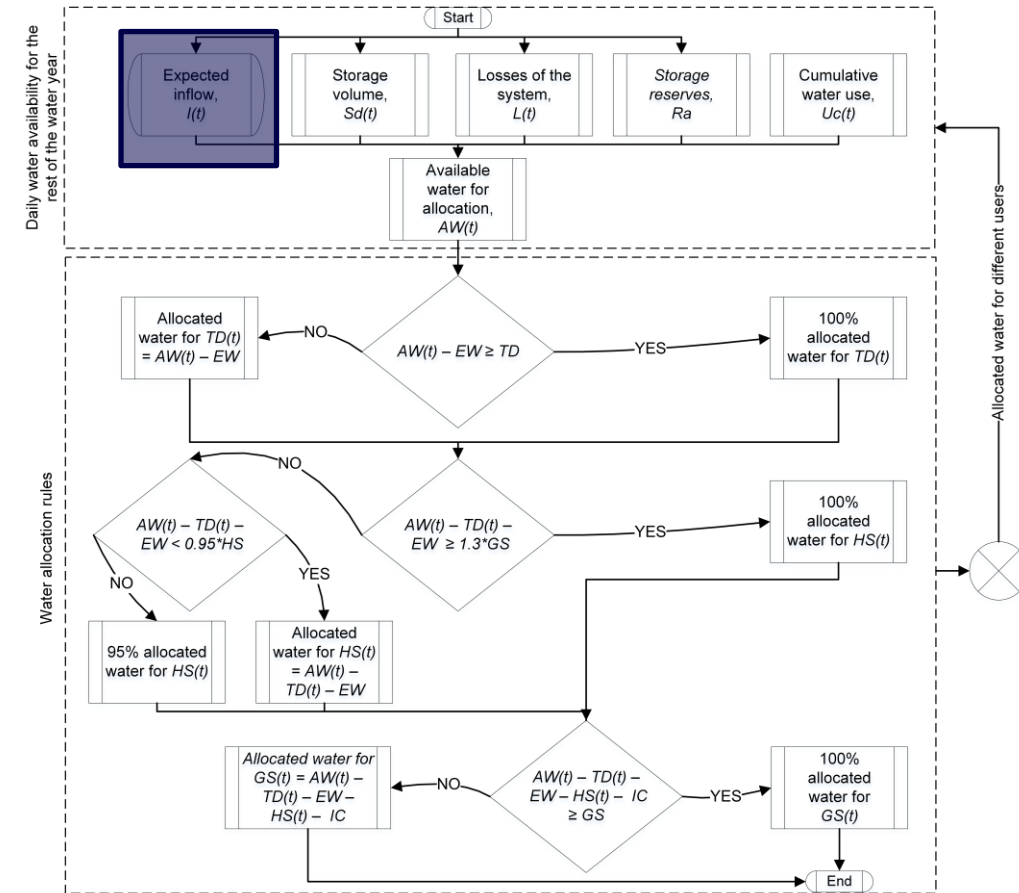 Start
Daily water availability for the
rest of the water year
Expected
inflow,
I(t)
Storage
volume,
Sd(t)
Losses of the
system,
L(t)
Storage
reserves,
Ra
Cumulative
water use,
Uc(t)
Available
water for
allocation,
AW(t)
Allocated water for different users
Water allocation rules
Allocated
water for TD(t)
= AW(t) – EW
NO
AW(t) – EW ≥ TD
YES
100%
allocated
water for TD(t)
NO
AW(t) – TD(t) –
EW < 0.95*HS
AW(t) – TD(t) –
EW ≥ 1.3*GS
YES
100%
allocated
water for HS(t)
NO
YES
95% allocated
water for HS(t)
Allocated
water for HS(t)
= AW(t) –
TD(t) – EW
Allocated water for
GS(t) = AW(t) –
TD(t) – EW –
HS(t) – IC
NO
AW(t) – TD(t) –
EW – HS(t) – IC
≥ GS
YES
100%
allocated
water for
GS(t)
End